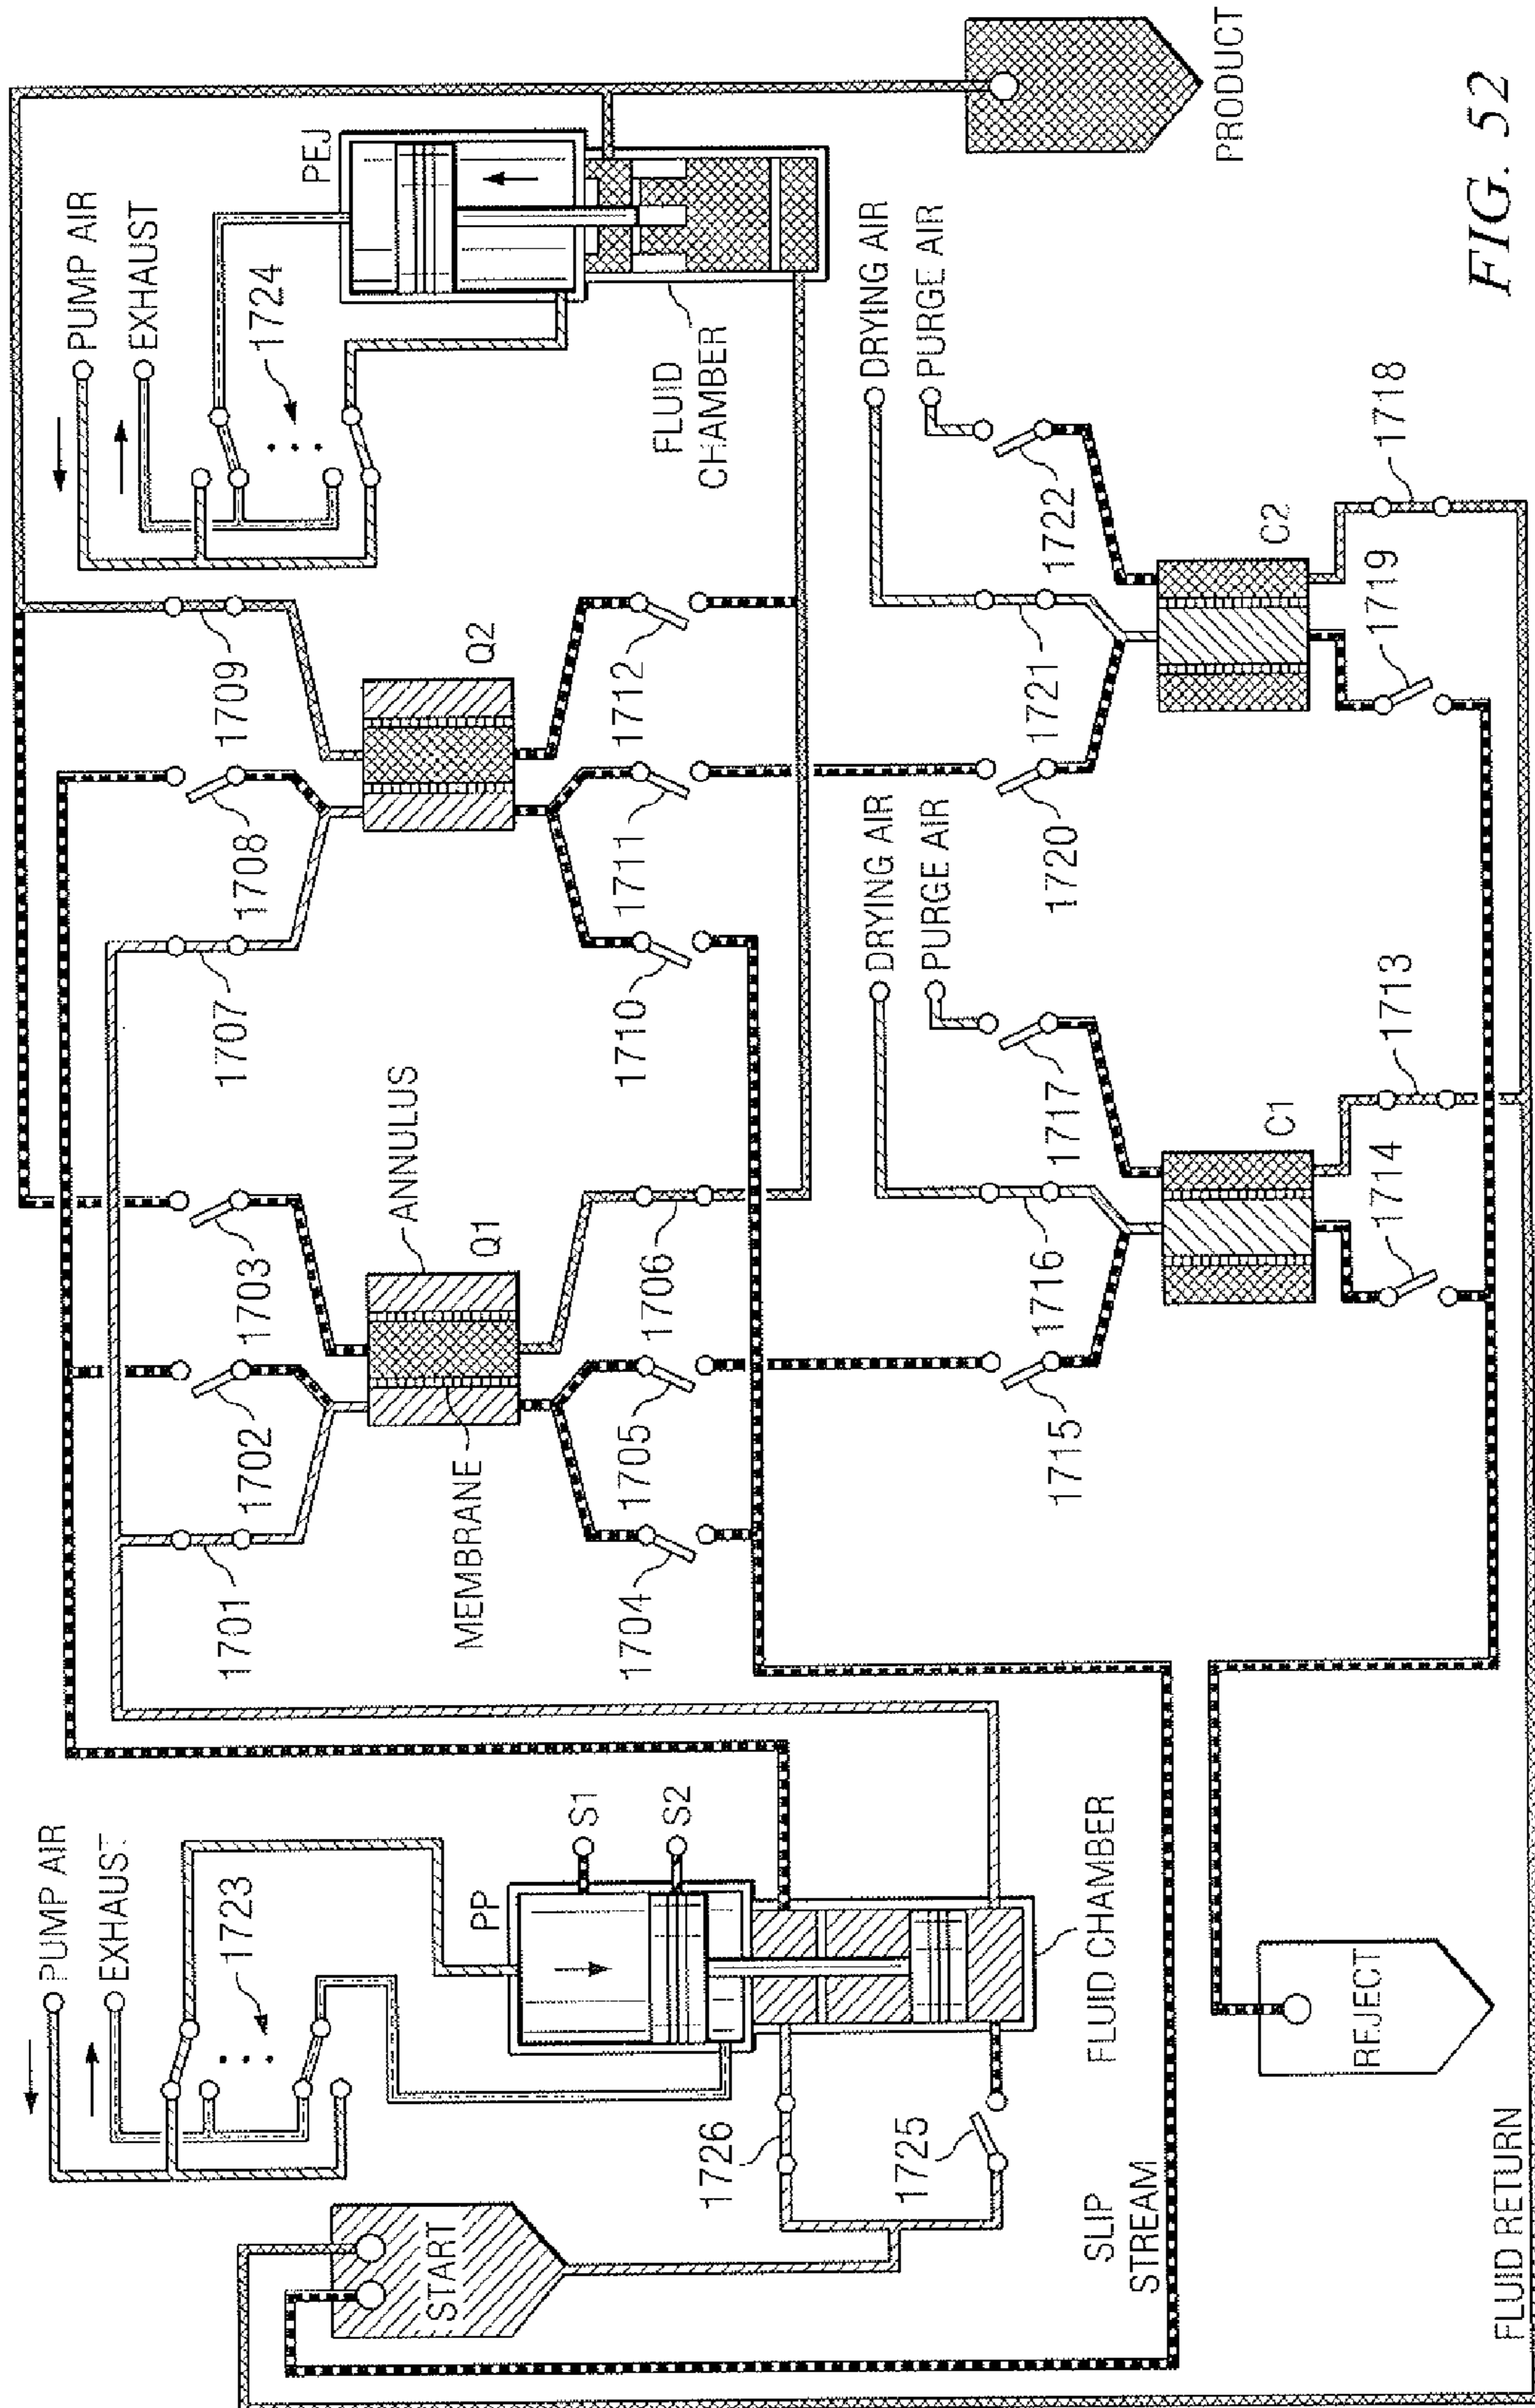 PUMP AIR
EXHAUST
1723
PP
S1
S2
START
1726
1725
FLUID CHAMBER
SLIP
STREAM
REJECT
FLUID RETURN
1701
1702
1703
ANNULUS
MEMBRANE
Q1
1704
1705
1706
1707
1708
1709
Q2
1710
1711
1712
PUMP AIR
EXHAUST
1724
PEJ
FLUID
CHAMBER
PRODUCT
DRYING AIR
PURGE AIR
1715
1716
1717
C1
1714
1713
DRYING AIR
PURGE AIR
1720
1721
1722
C2
1719
1718
FIG. 52